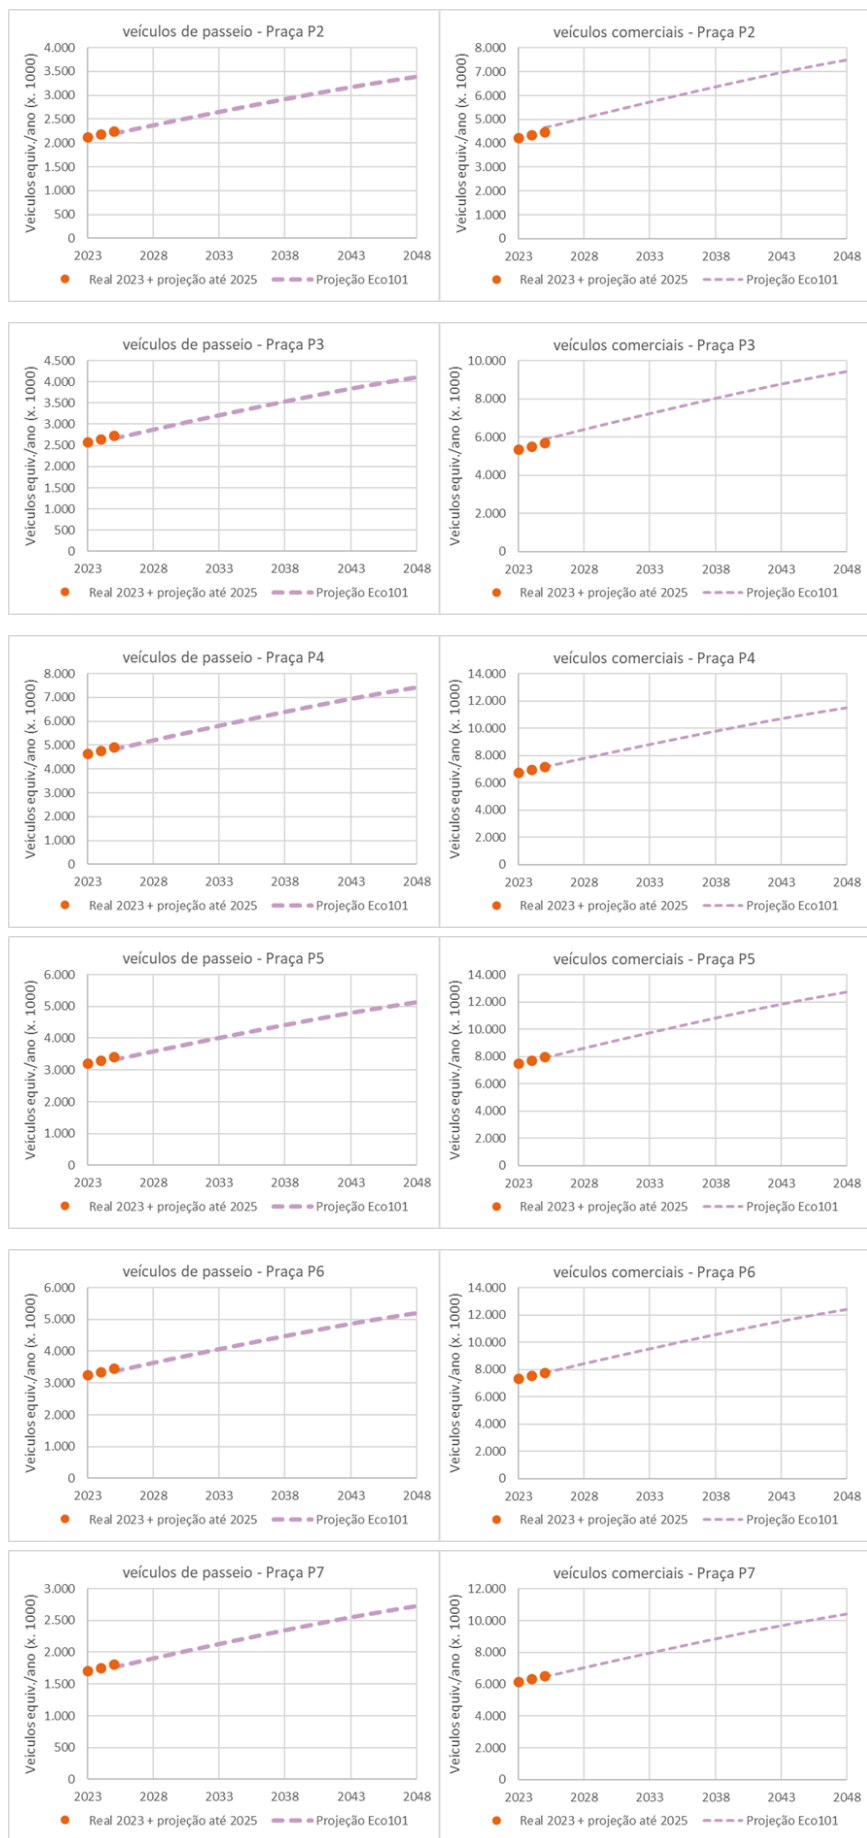 veículos de passeio - Praça P2
Veiculos equiv./ano (x. 1000)
4.000
3.500
3.000
2.500
2.000
1.500
1.000
500
0
2023 2028 2033 2038 2043 2048
Real 2023 + projeção até 2025 Projeção Eco101
veículos comerciais - Praça P2
Veiculos equiv./ano (x. 1000)
8.000
7.000
6.000
5.000
4.000
3.000
2.000
1.000
0
2023 2028 2033 2038 2043 2048
Real 2023 + projeção até 2025 Projeção Eco101
veículos de passeio - Praça P3
Veiculos equiv./ano (x. 1000)
4.500
4.000
3.500
3.000
2.500
2.000
1.500
1.000
500
0
2023 2028 2033 2038 2043 2048
Real 2023 + projeção até 2025 Projeção Eco101
veículos comerciais - Praça P3
Veiculos equiv./ano (x. 1000)
10.000
8.000
6.000
4.000
2.000
0
2023 2028 2033 2038 2043 2048
Real 2023 + projeção até 2025 Projeção Eco101
veículos de passeio - Praça P4
Veiculos equiv./ano (x. 1000)
8.000
7.000
6.000
5.000
4.000
3.000
2.000
1.000
0
2023 2028 2033 2038 2043 2048
Real 2023 + projeção até 2025 Projeção Eco101
veículos comerciais - Praça P4
Veiculos equiv./ano (x. 1000)
14.000
12.000
10.000
8.000
6.000
4.000
2.000
0
2023 2028 2033 2038 2043 2048
Real 2023 + projeção até 2025 Projeção Eco101
veículos de passeio - Praça P5
Veiculos equiv./ano (x. 1000)
6.000
5.000
4.000
3.000
2.000
1.000
0
2023 2028 2033 2038 2043 2048
Real 2023 + projeção até 2025 Projeção Eco101
veículos comerciais - Praça P5
Veiculos equiv./ano (x. 1000)
14.000
12.000
10.000
8.000
6.000
4.000
2.000
0
2023 2028 2033 2038 2043 2048
Real 2023 + projeção até 2025 Projeção Eco101
veículos de passeio - Praça P6
Veiculos equiv./ano (x. 1000)
6.000
5.000
4.000
3.000
2.000
1.000
0
2023 2028 2033 2038 2043 2048
Real 2023 + projeção até 2025 Projeção Eco101
veículos comerciais - Praça P6
Veiculos equiv./ano (x. 1000)
14.000
12.000
10.000
8.000
6.000
4.000
2.000
0
2023 2028 2033 2038 2043 2048
Real 2023 + projeção até 2025 Projeção Eco101
veículos de passeio - Praça P7
Veiculos equiv./ano (x. 1000)
3.000
2.500
2.000
1.500
1.000
500
0
2023 2028 2033 2038 2043 2048
Real 2023 + projeção até 2025 Projeção Eco101
veículos comerciais - Praça P7
Veiculos equiv./ano (x. 1000)
12.000
10.000
8.000
6.000
4.000
2.000
0
2023 2028 2033 2038 2043 2048
Real 2023 + projeção até 2025 Projeção Eco101